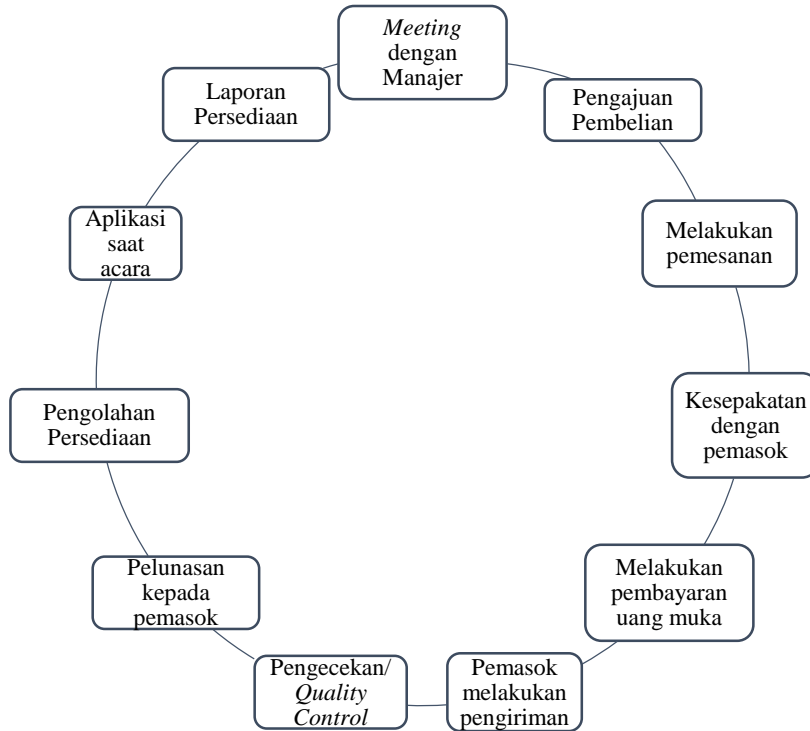 Meeting
dengan
Manajer
Pengajuan
Pembelian
Melakukan
pemesanan
Kesepakatan
dengan
pemasok
Melakukan
pembayaran
uang muka
Pemasok
melakukan
pengiriman
Pengecekan/
Quality
Control
Pelunasan
kepada
pemasok
Pengolahan
Persediaan
Aplikasi
saat
acara
Laporan
Persediaan